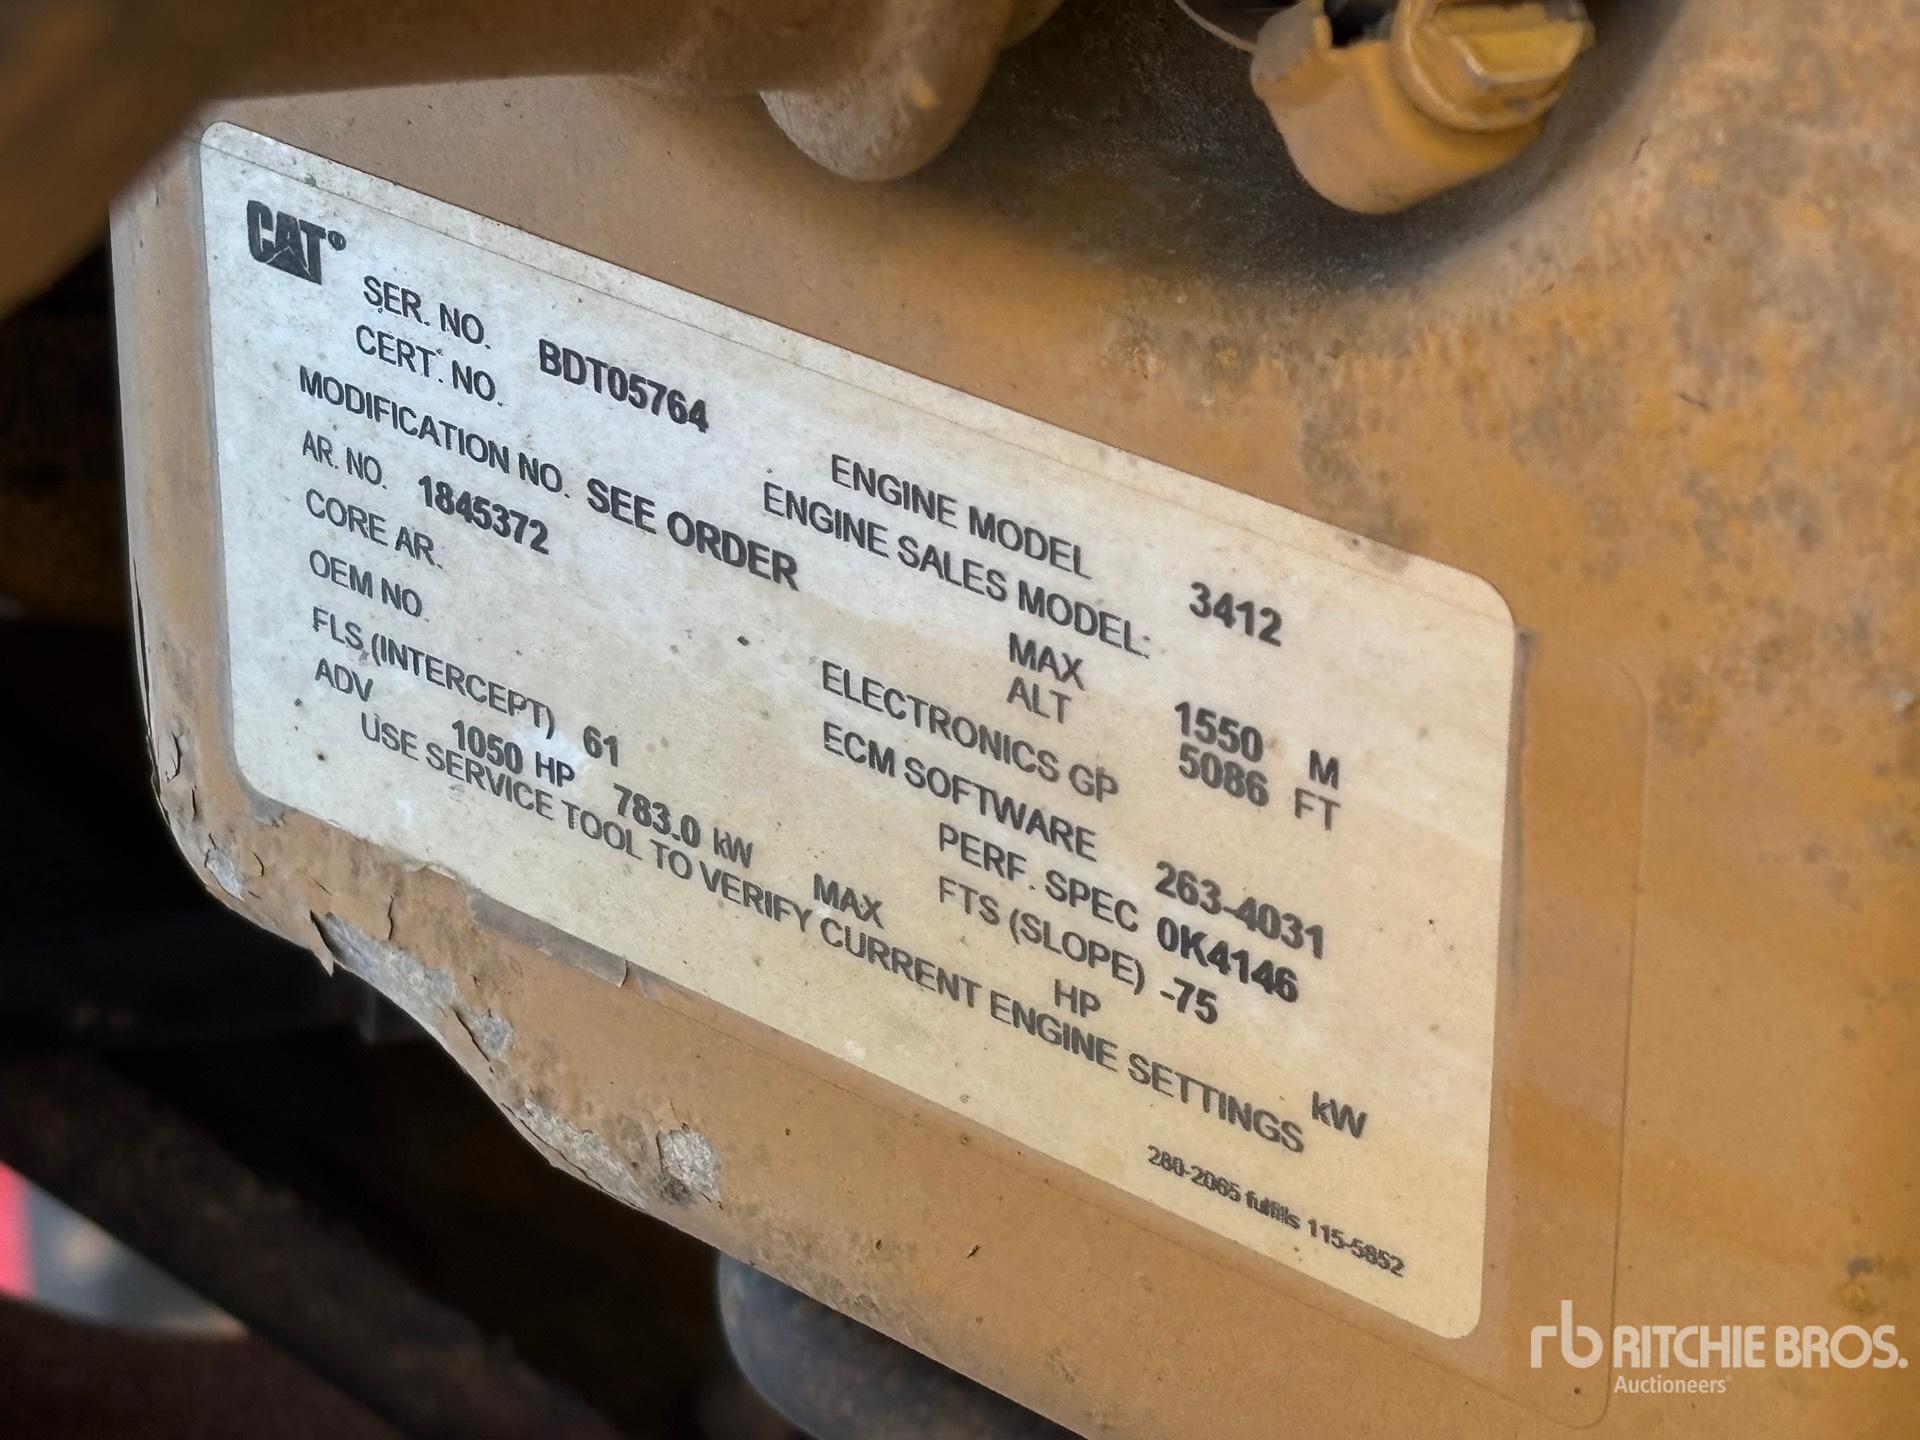 CAT®
SER. NO. BDT05764
CERT. NO.
MODIFICATION NO. SEE ORDER
AR. NO. 1845372
CORE AR.
OEM NO.
FLS (INTERCEPT) 61
ADV 1050 HP 783.0 kW
ENGINE MODEL 3412
ENGINE SALES MODEL:
MAX 1550 M
ALT 5086 FT
ELECTRONICS GP
ECM SOFTWARE 263-4031
PERF. SPEC 0K4146
FTS (SLOPE) -75
MAX HP kW
USE SERVICE TOOL TO VERIFY CURRENT ENGINE SETTINGS
280-2065 fulfills 115-5852
rb RITCHIE BROS.
Auctioneers